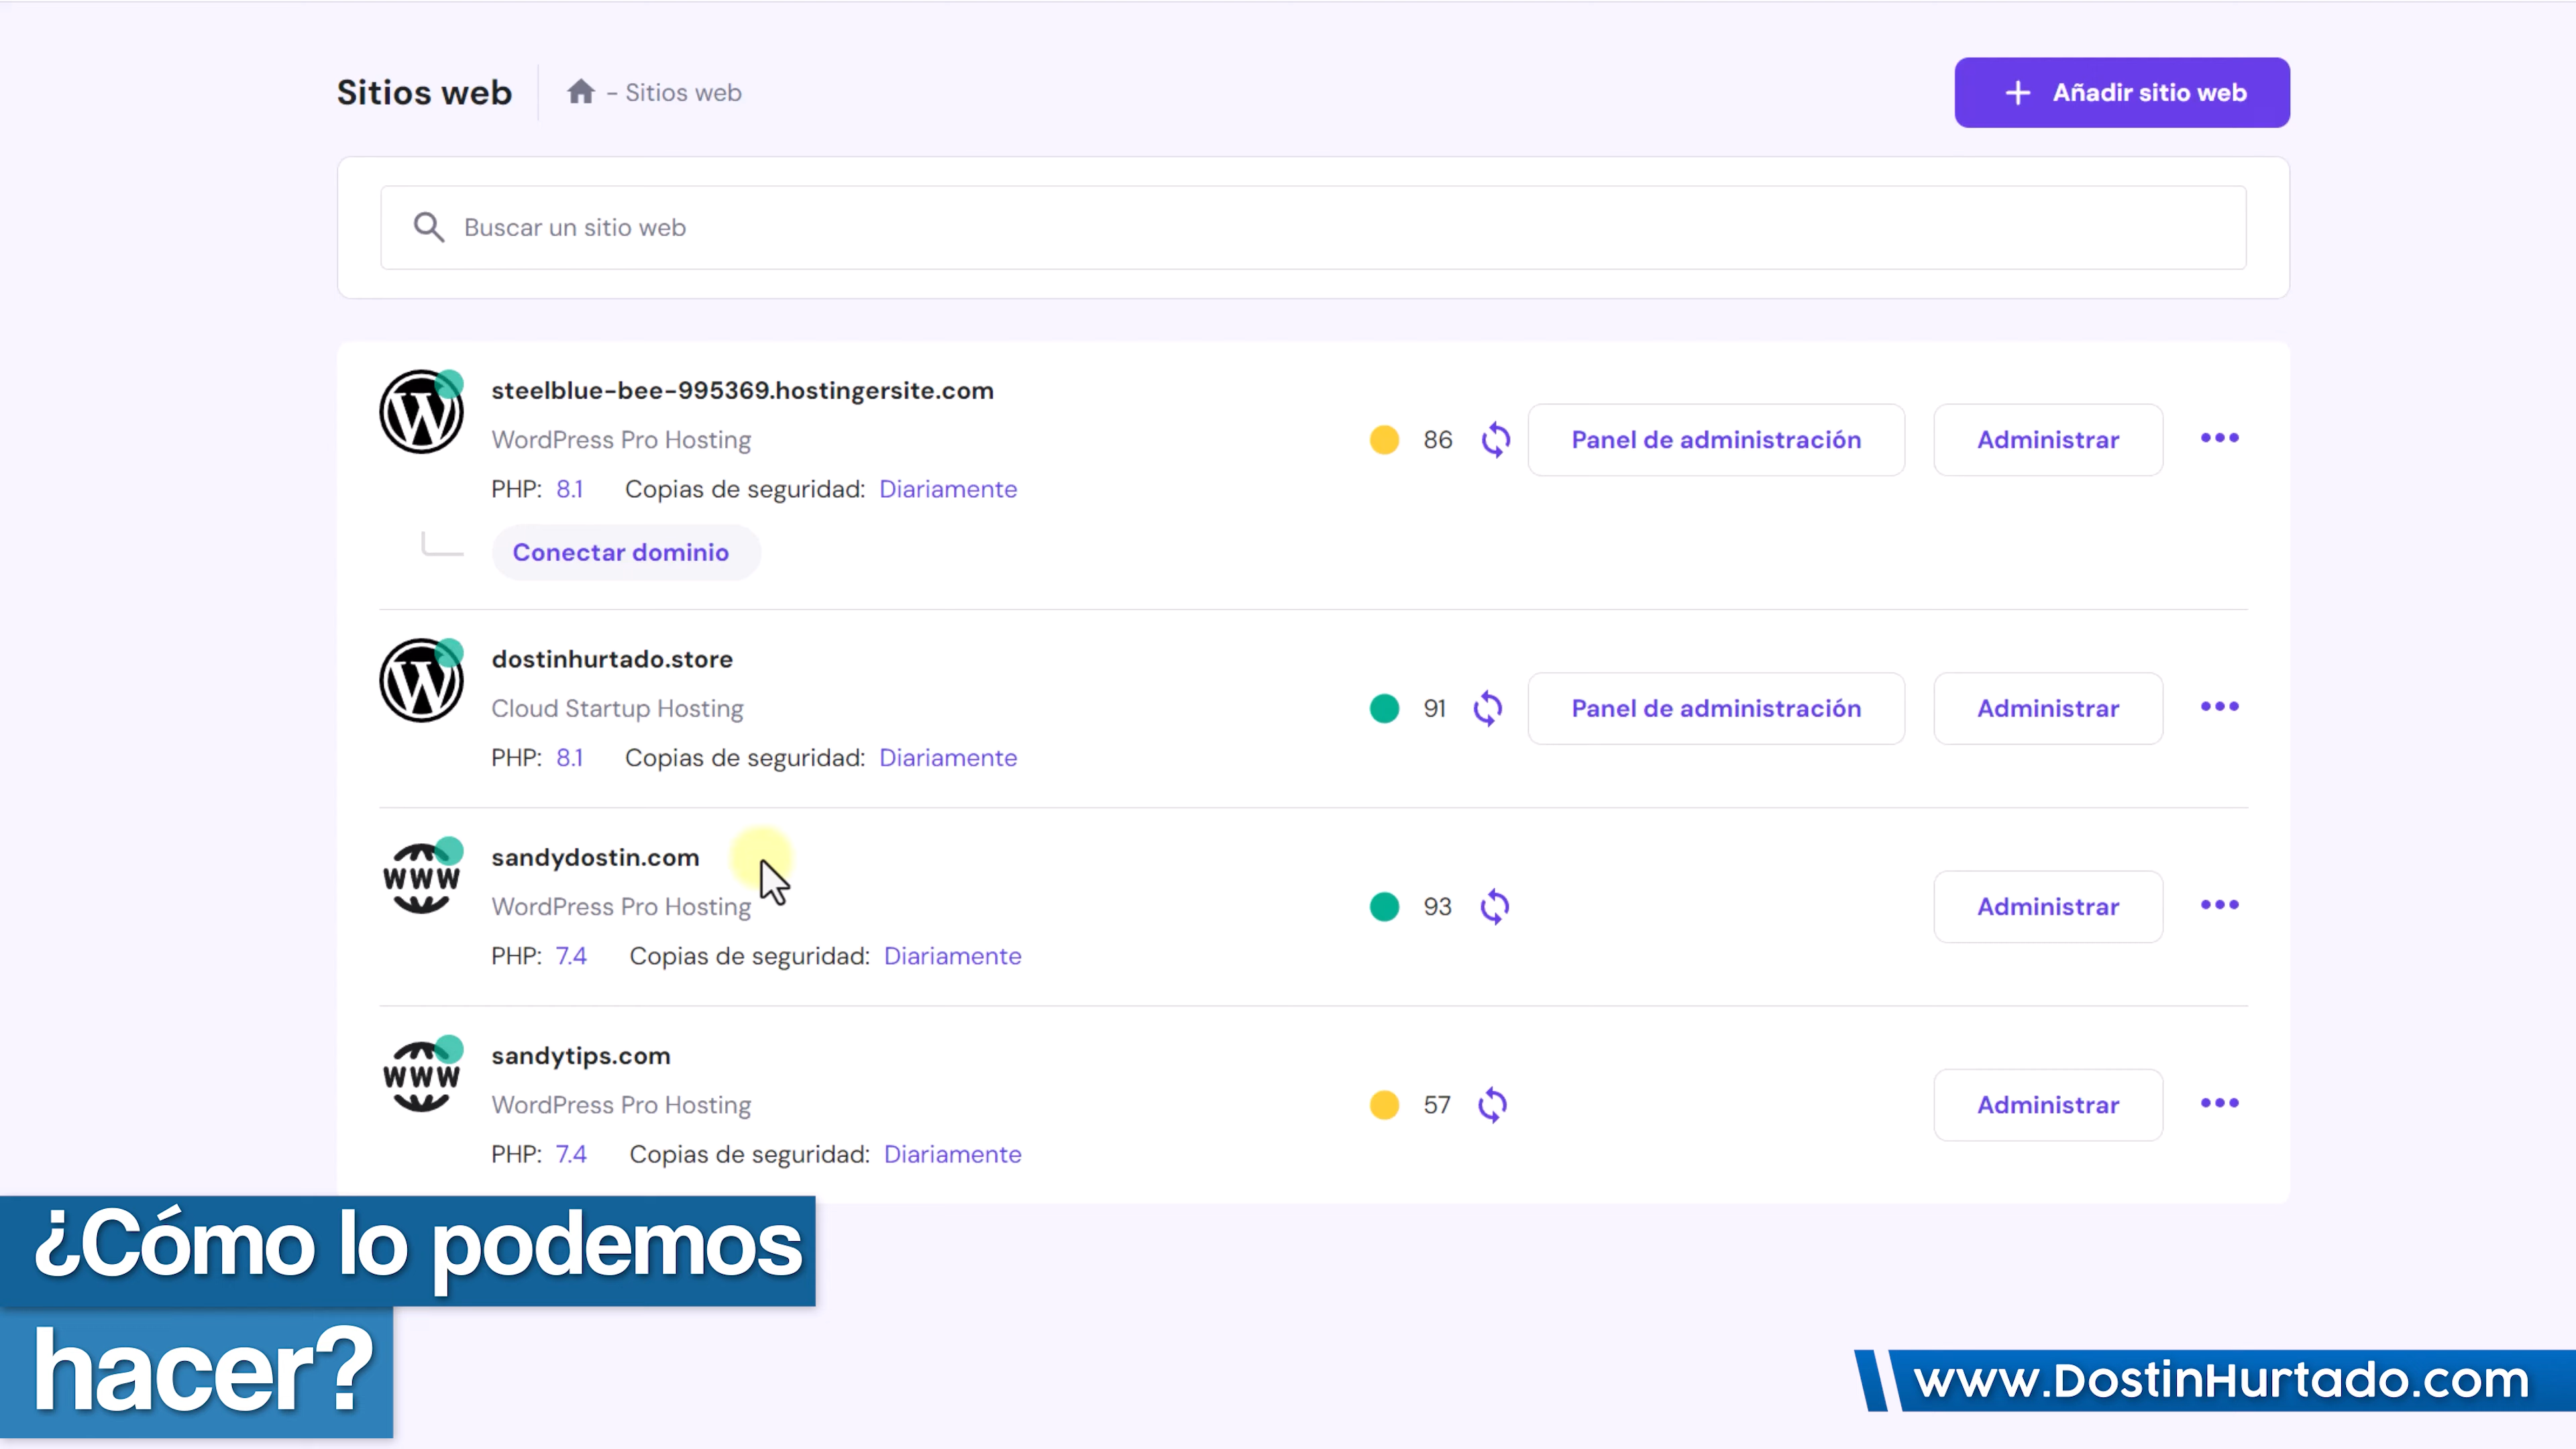 Sitios web
- Sitios web
+ Añadir sitio web
Buscar un sitio web
steelblue-bee-995369.hostingersite.com
WordPress Pro Hosting
PHP: 8.1 Copias de seguridad: Diariamente
86
Panel de administración
Administrar
Conectar dominio
dostinhurtado.store
Cloud Startup Hosting
PHP: 8.1 Copias de seguridad: Diariamente
91
Panel de administración
Administrar
WWW
sandydostin.com
WordPress Pro Hosting
PHP: 7.4 Copias de seguridad: Diariamente
93
Administrar
WWW
sandytips.com
WordPress Pro Hosting
PHP: 7.4 Copias de seguridad: Diariamente
57
Administrar
¿Cómo lo podemos
hacer?
www.DostinHurtado.com